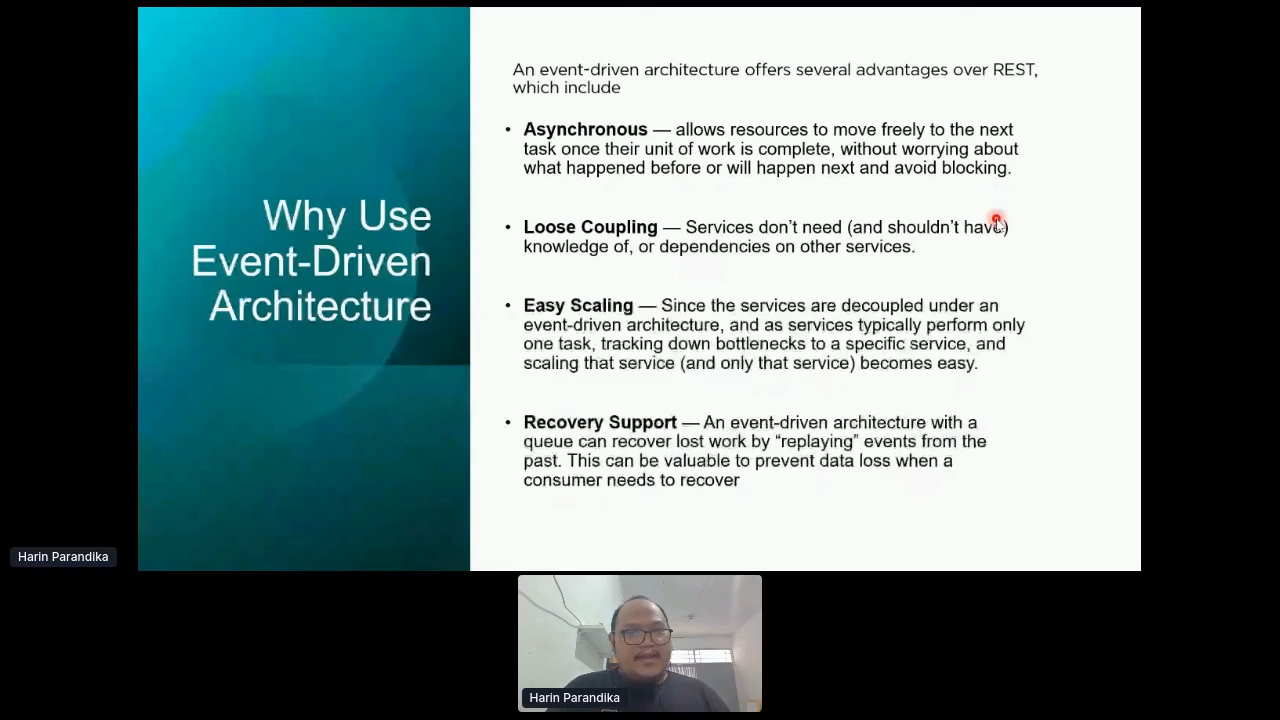 Why Use
Event-Driven
Architecture
An event-driven architecture offers several advantages over REST,
which include
• Asynchronous — allows resources to move freely to the next
task once their unit of work is complete, without worrying about
what happened before or will happen next and avoid blocking.
• Loose Coupling — Services don’t need (and shouldn’t have)
knowledge of, or dependencies on other services.
• Easy Scaling — Since the services are decoupled under an
event-driven architecture, and as services typically perform only
one task, tracking down bottlenecks to a specific service, and
scaling that service (and only that service) becomes easy.
• Recovery Support — An event-driven architecture with a
queue can recover lost work by “replaying” events from the
past. This can be valuable to prevent data loss when a
consumer needs to recover
Harin Parandika
Harin Parandika